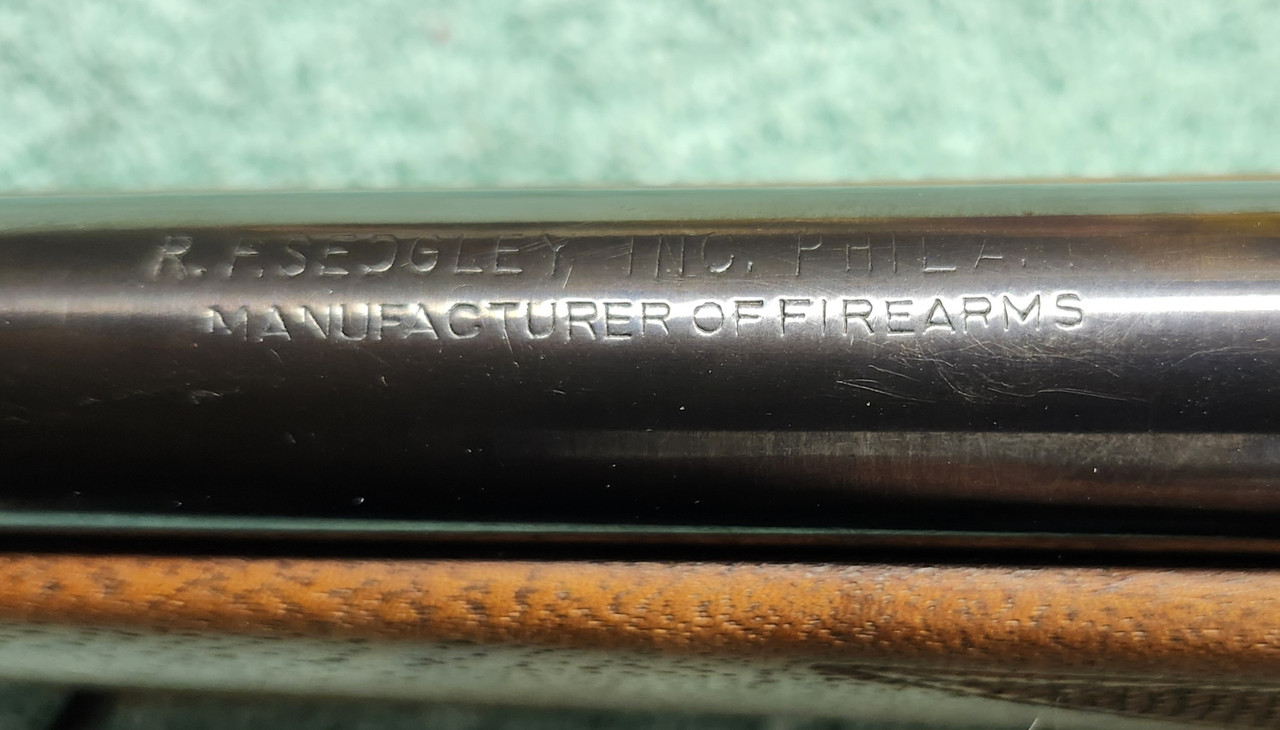 R. F. SEDGLEY, INC. PHILA.
MANUFACTURER OF FIREARMS